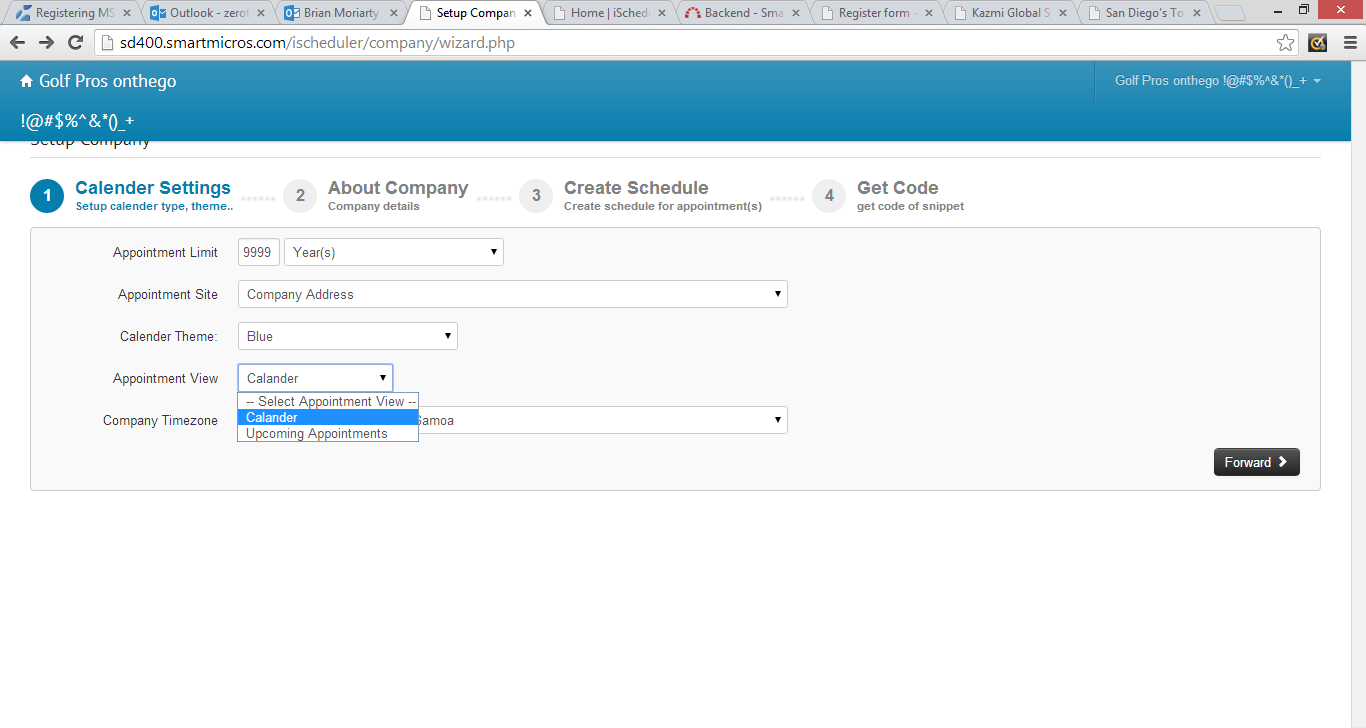 Registering MS
Outlook - zerot
Brian Moriarty
Setup Compan
Home | iSchedu
Backend - Sma
Register form -
Kazmi Global S
San Diego's To
sd400.smartmicros.com/ischeduler/company/wizard.php
Golf Pros onthego
Golf Pros onthego !@#$%^&*()_+
!@#$%^&*()_+
Setup Company
1 Calender Settings
Setup calender type, theme..
2 About Company
Company details
3 Create Schedule
Create schedule for appointment(s)
4 Get Code
get code of snippet
Appointment Limit 9999 Year(s)
Appointment Site Company Address
Calender Theme: Blue
Appointment View Calander
-- Select Appointment View --
Calander
Company Timezone Samoa
Upcoming Appointments
Forward